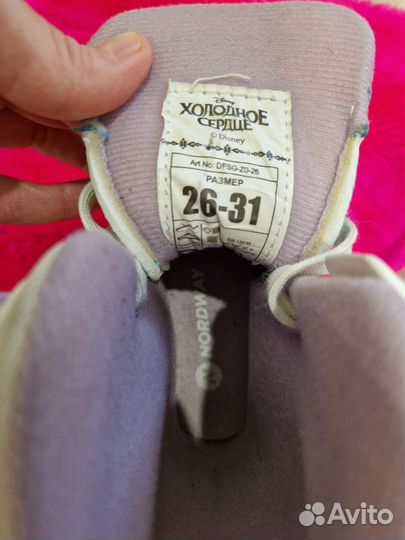 Disney
ХОЛОДНОЕ
СЕРДЦЕ
© Disney
Art No: DFSG-Z0-26
РАЗМЕР
26-31
NORDWAY
Avito